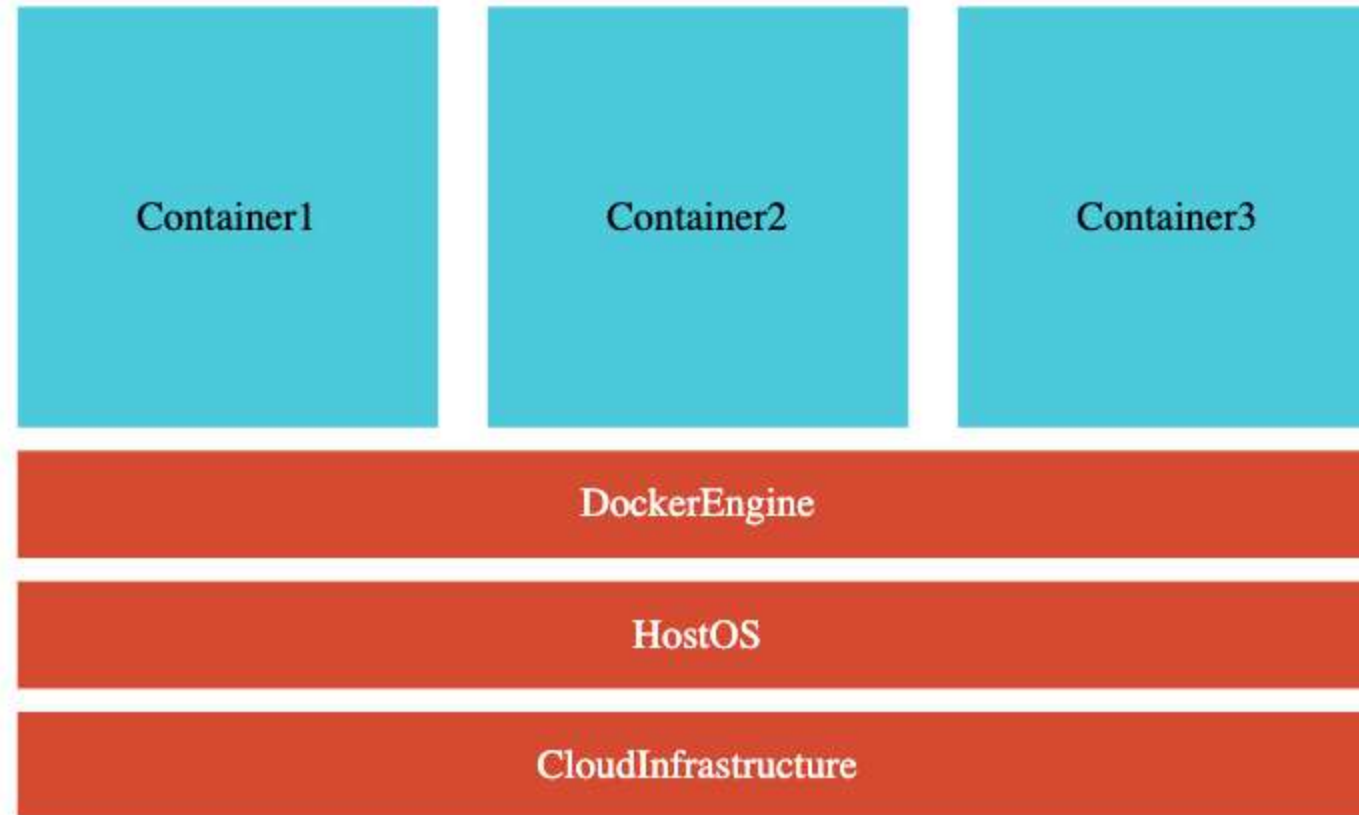 Container1
Container2
Container3
DockerEngine
HostOS
CloudInfrastructure